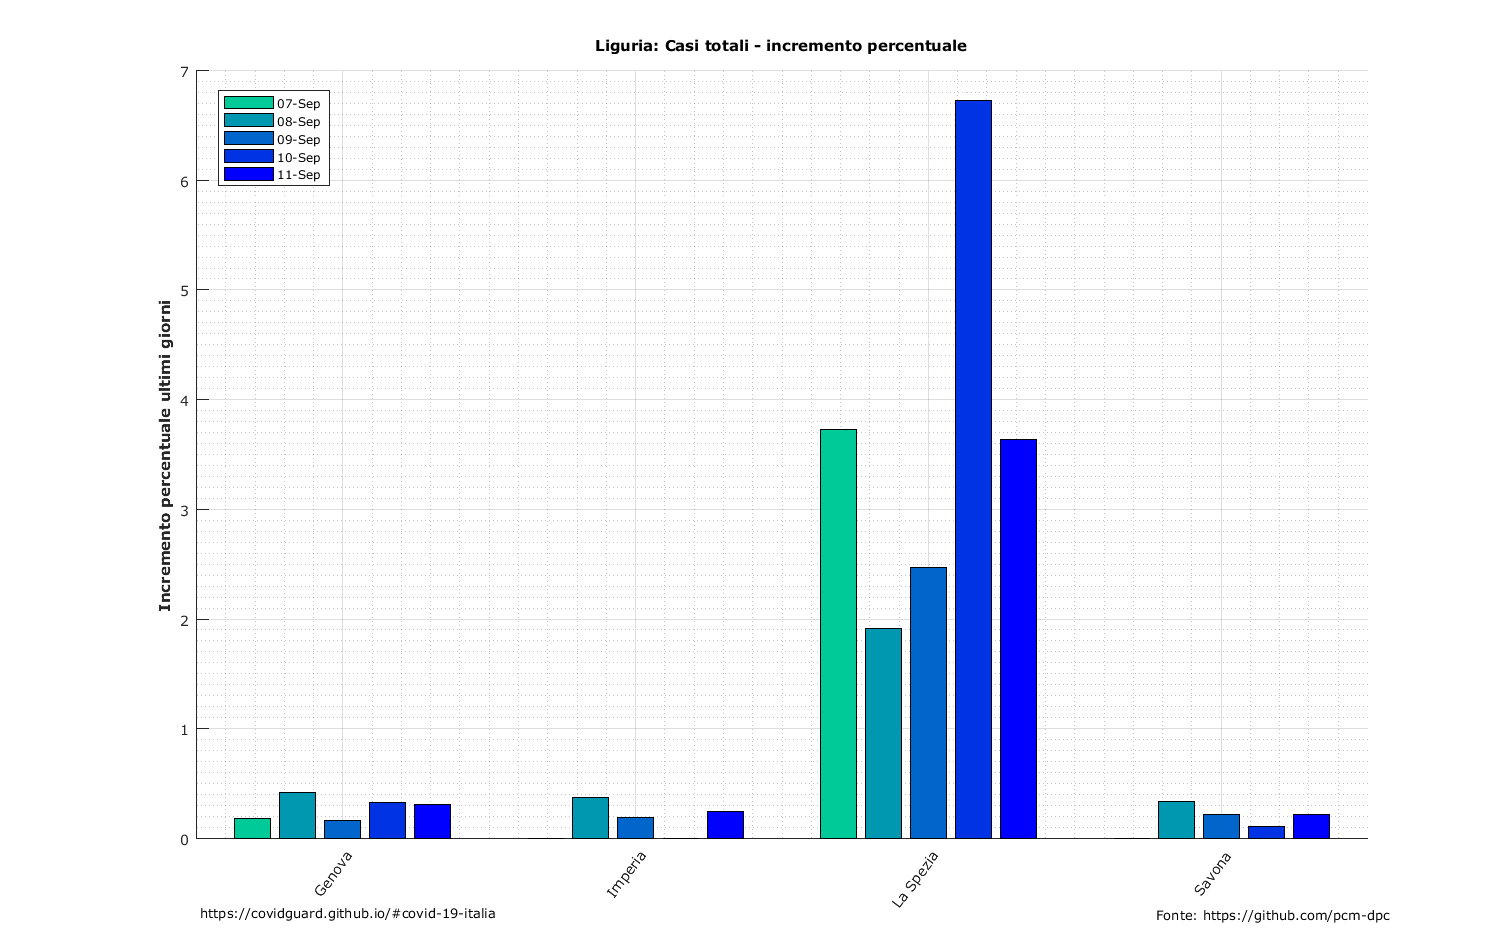 Liguria: Casi totali - incremento percentuale
07-Sep
08-Sep
09-Sep
10-Sep
11-Sep
Incremento percentuale ultimi giorni
7
6
5
4
3
2
1
0
Genova
Imperia
La Spezia
Savona
https://covidguard.github.io/#covid-19-italia
Fonte: https://github.com/pcm-dpc